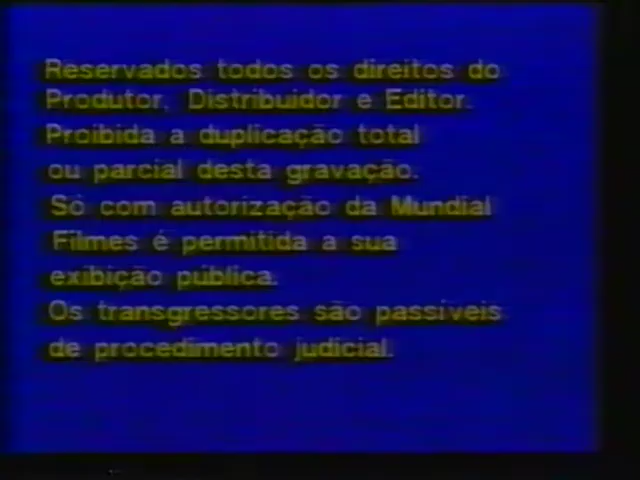 Reservados todos os direitos do
Produtor, Distribuidor e Editor.
Proibida a duplicação total
ou parcial desta gravação.
Só com autorização da Mundial
Filmes é permitida a sua
exibição pública.
Os transgressores são passíveis
de procedimento judicial.